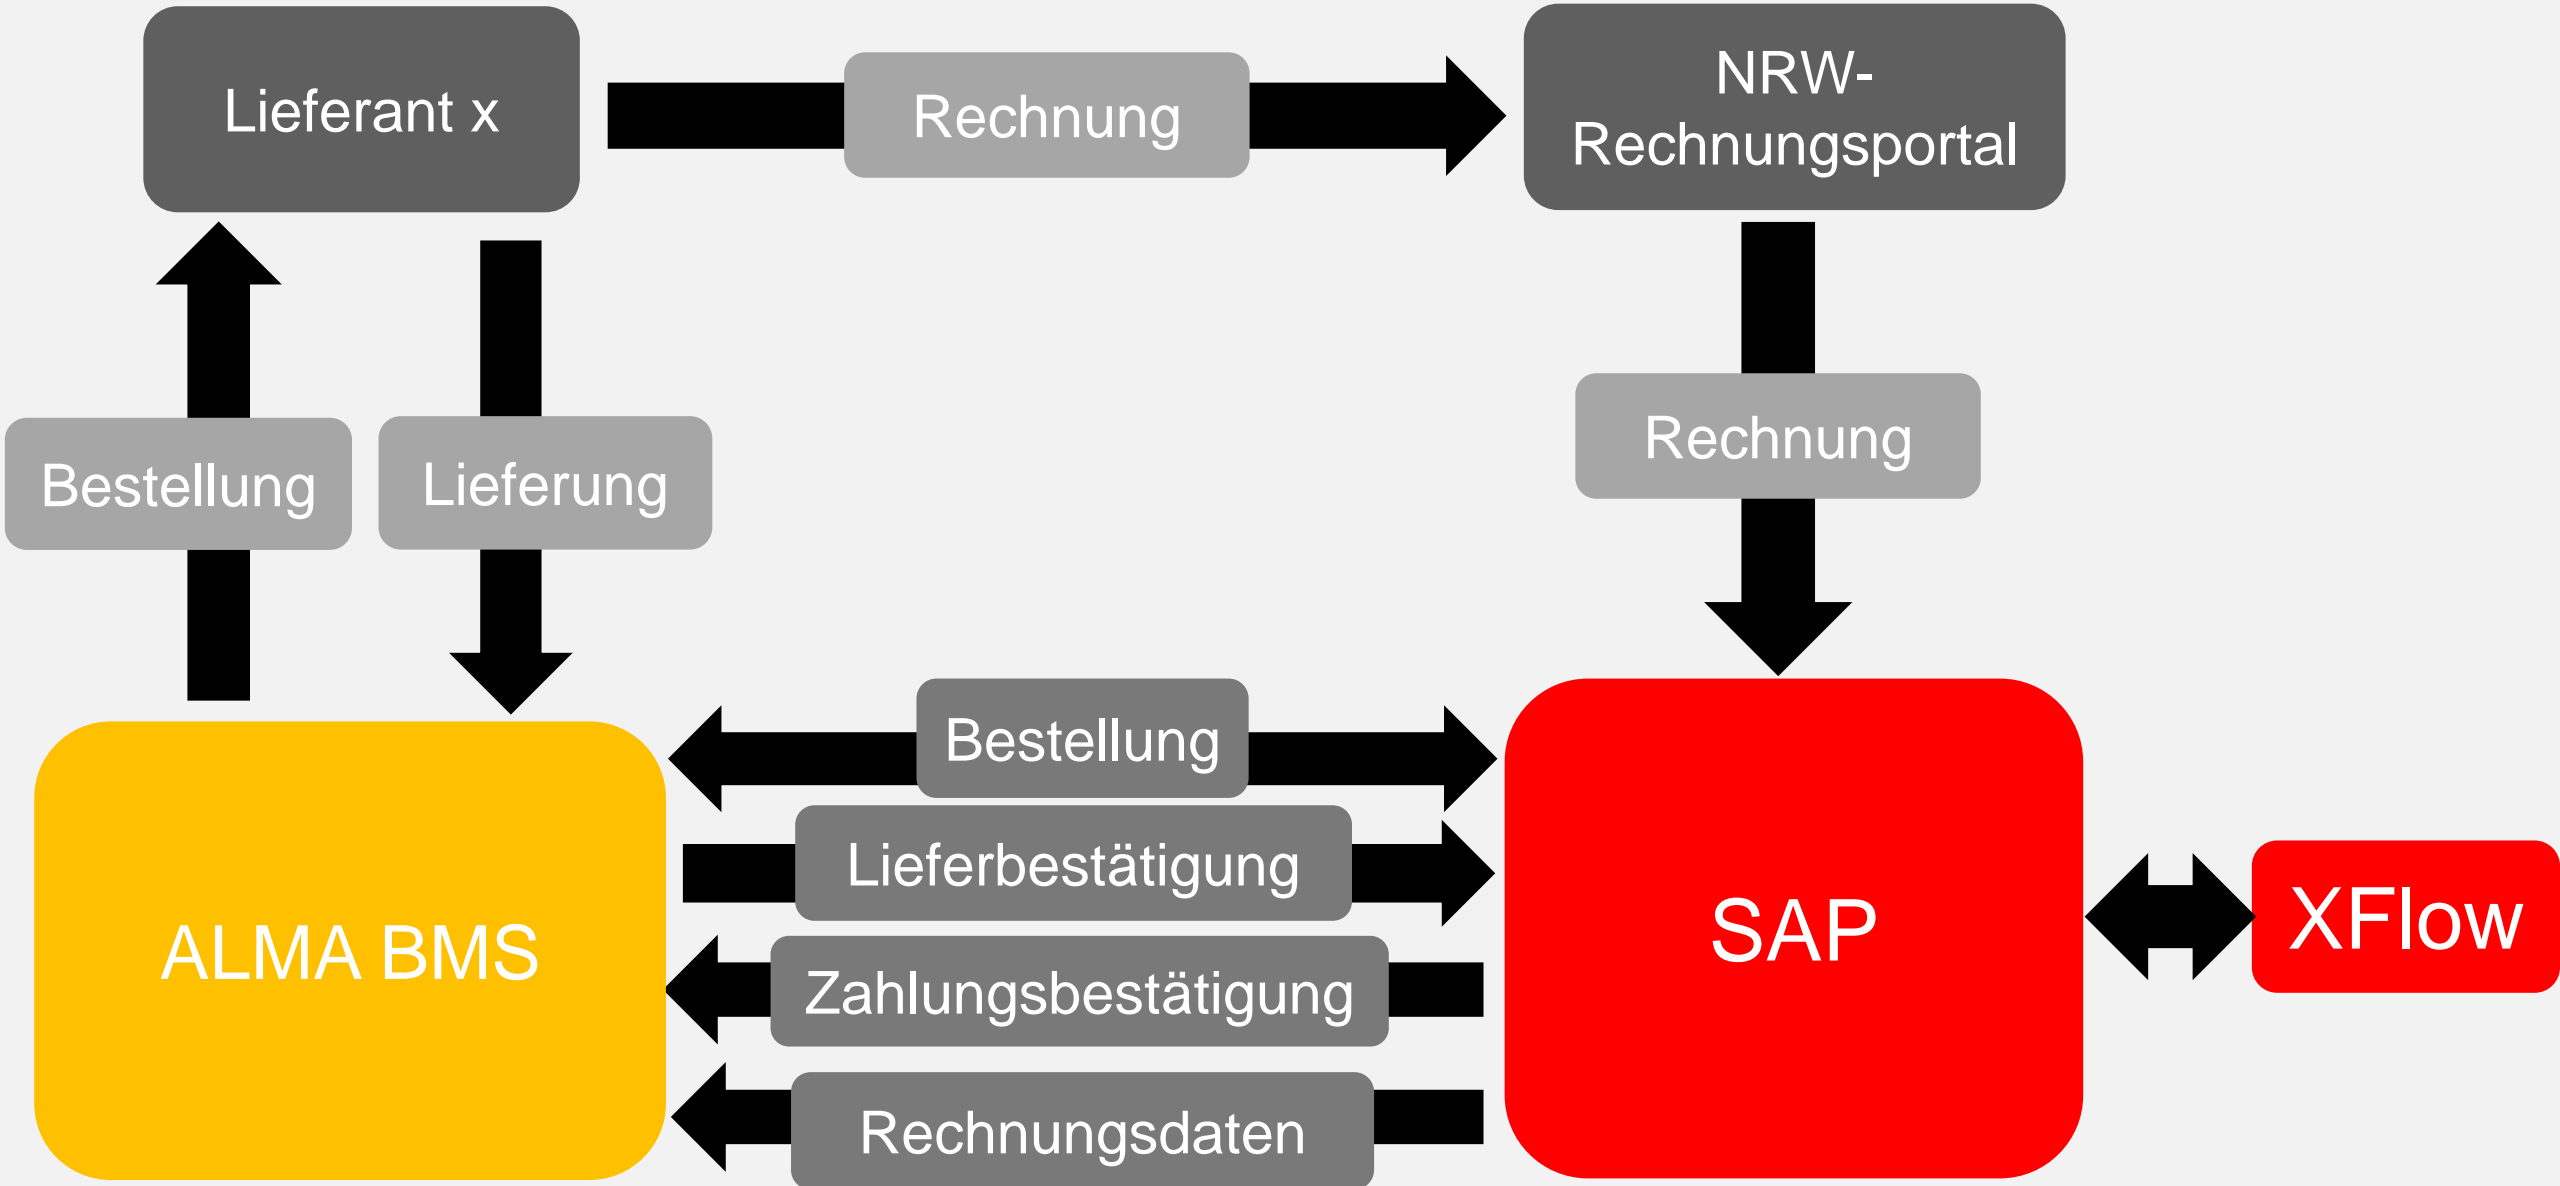 Lieferant x
Rechnung
NRW-
Rechnungsportal
Bestellung
Lieferung
Rechnung
Bestellung
Lieferbestätigung
Zahlungsbestätigung
Rechnungsdaten
ALMA BMS
SAP
XFlow